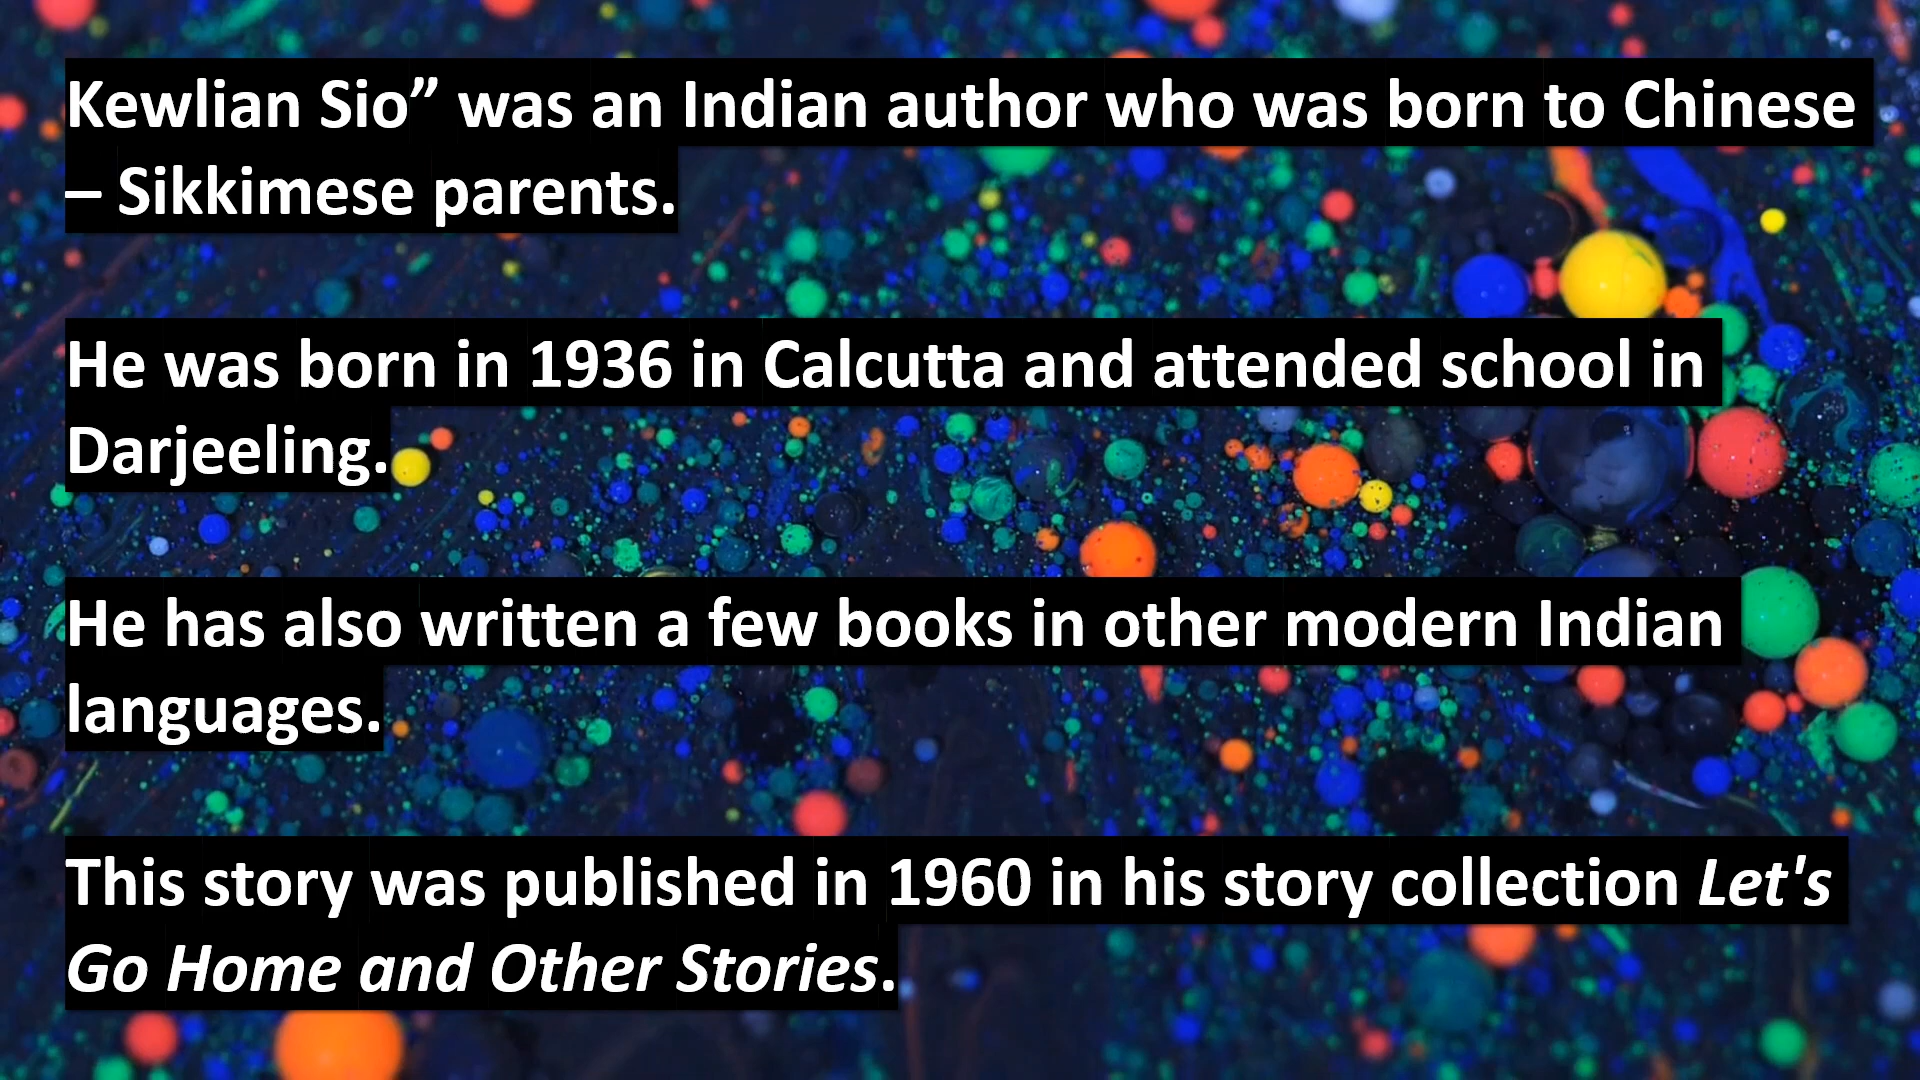 Kewlian Sio” was an Indian author who was born to Chinese
– Sikkimese parents.
He was born in 1936 in Calcutta and attended school in
Darjeeling.
He has also written a few books in other modern Indian
languages.
This story was published in 1960 in his story collection Let's
Go Home and Other Stories.